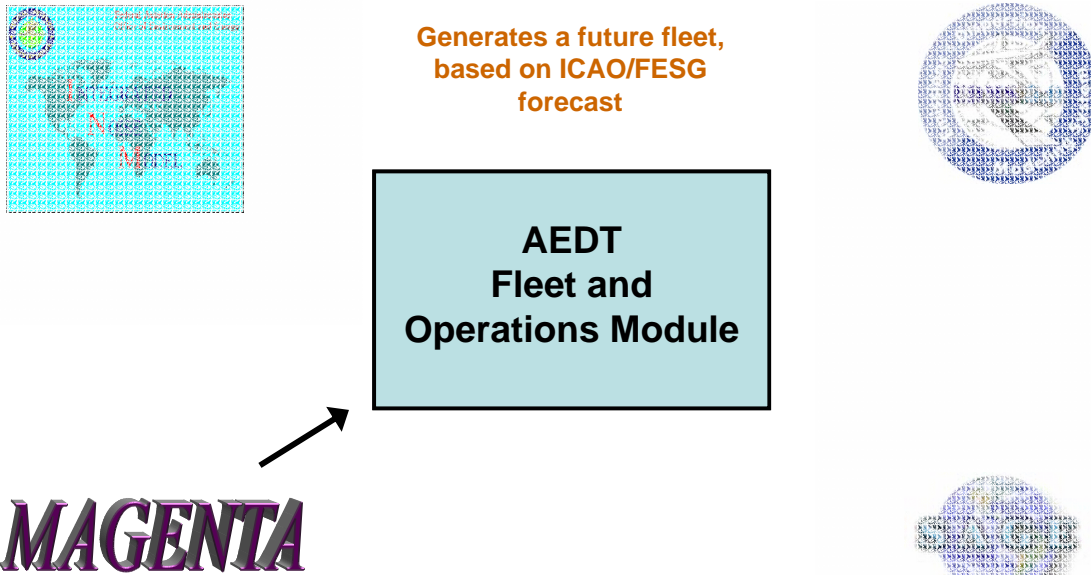 Generates a future fleet,
based on ICAO/FESG
forecast
AEDT
Fleet and
Operations Module
MAGENTA